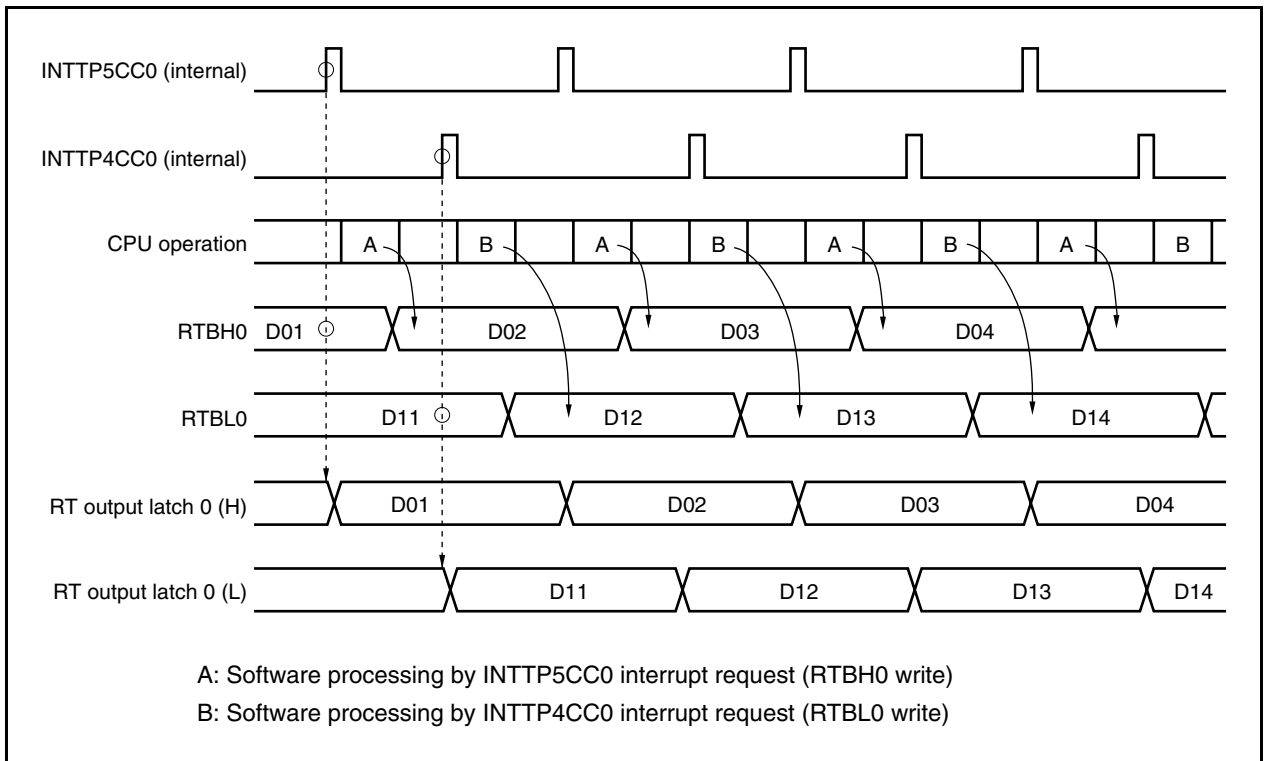 INTTP5CC0 (internal)
INTTP4CC0 (internal)
CPU operation A B A B A B A B
RTBH0 D01 D02 D03 D04
RTBL0 D11 D12 D13 D14
RT output latch 0 (H) D01 D02 D03 D04
RT output latch 0 (L) D11 D12 D13 D14
A: Software processing by INTTP5CC0 interrupt request (RTBH0 write)
B: Software processing by INTTP4CC0 interrupt request (RTBL0 write)